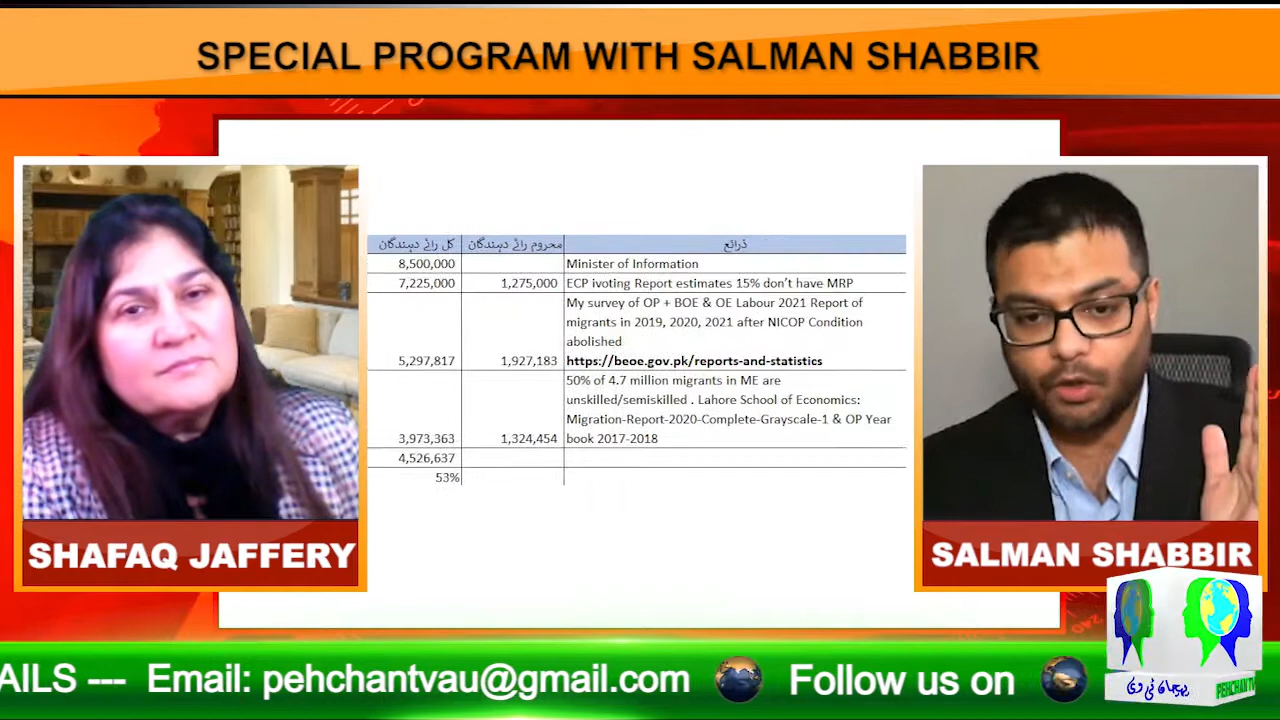 SPECIAL PROGRAM WITH SALMAN SHABBIR
کل رائے دہندگان محروم رائے دہندگان ذرائع
8,500,000 Minister of Information
7,225,000 1,275,000 ECP ivoting Report estimates 15% don’t have MRP
My survey of OP + BOE & OE Labour 2021 Report of
migrants in 2019, 2020, 2021 after NICOP Condition
abolished
5,297,817 1,927,183 https://beoe.gov.pk/reports-and-statistics
50% of 4.7 million migrants in ME are
unskilled/semiskilled . Lahore School of Economics:
Migration-Report-2020-Complete-Grayscale-1 & OP Year
3,973,363 1,324,454 book 2017-2018
4,526,637
53%
SHAFAQ JAFFERY
SALMAN SHABBIR
AILS --- Email: pehchantvau@gmail.com Follow us on
پہچان ٹی وی PEHCHAN TV